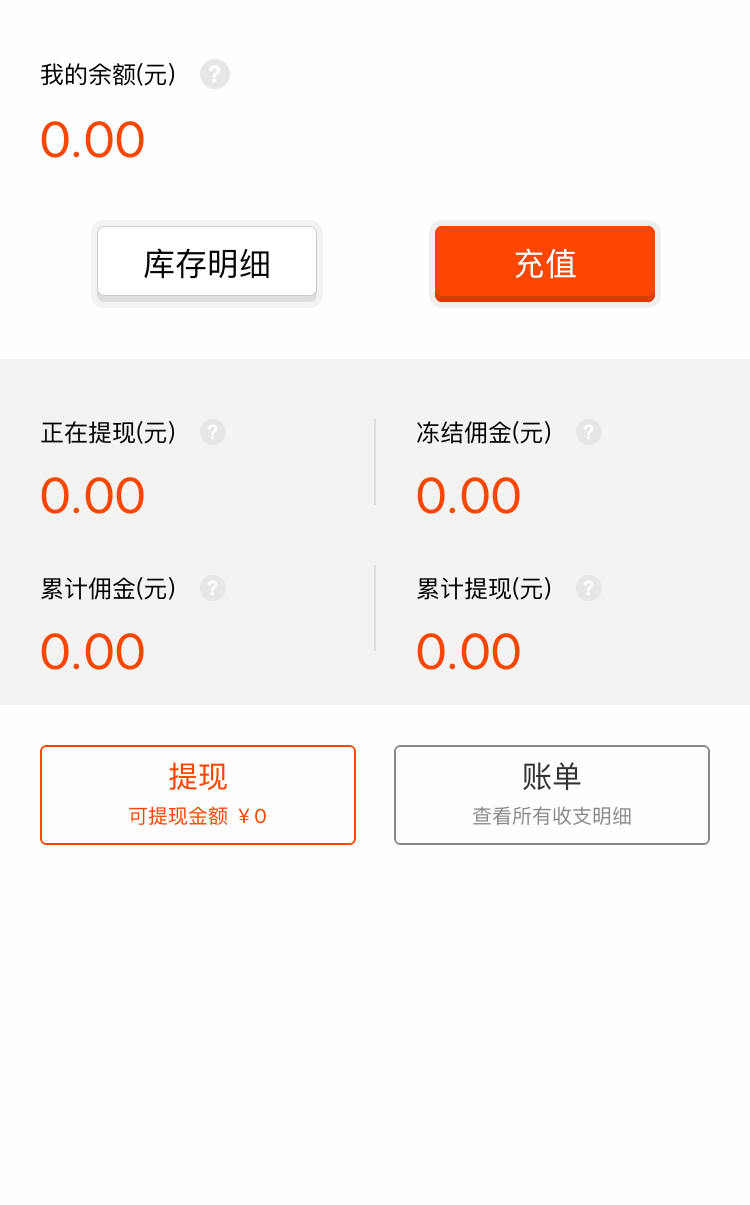 我的余额(元) ?
0.00
库存明细 充值
正在提现(元) ? 冻结佣金(元) ?
0.00 0.00
累计佣金(元) ? 累计提现(元) ?
0.00 0.00
提现 账单
可提现金额 ¥0 查看所有收支明细